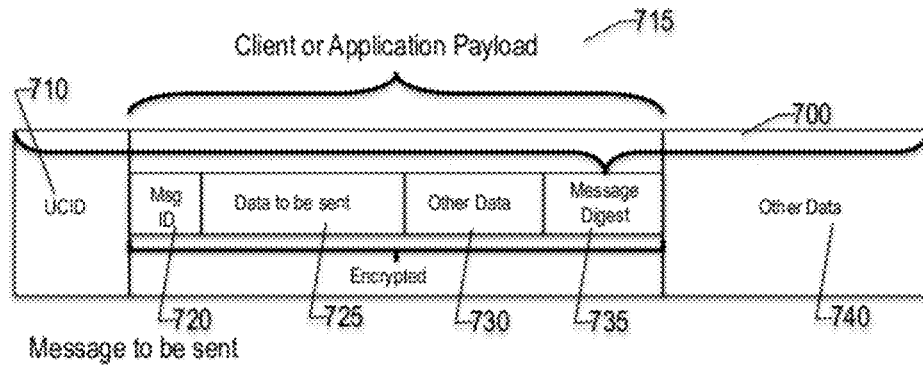 715
Client or Application Payload
710
700
UCID
Msg ID
Data to be sent
Other Data
Message Digest
Other Data
Encrypted
720
725
730
735
740
Message to be sent